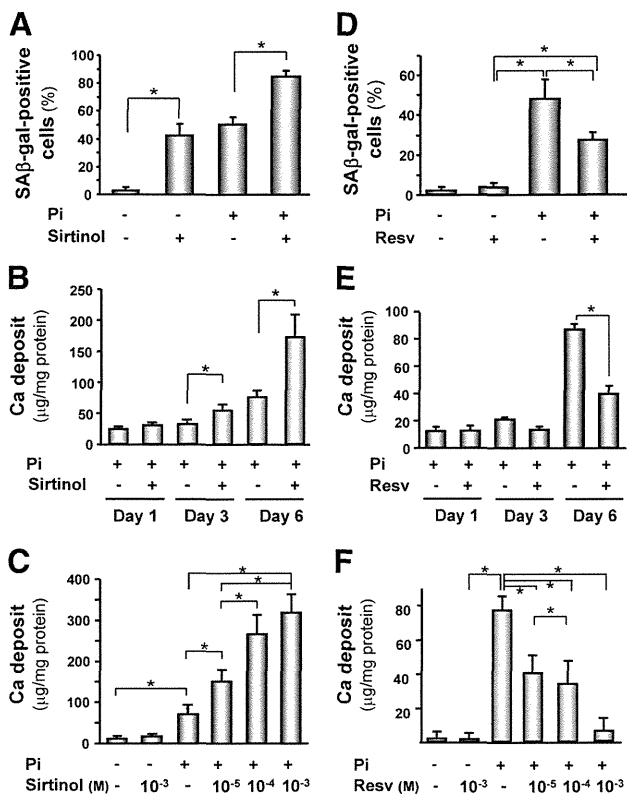 A
SAβ-gal-positive
cells (%)
100
80
60
40
20
0
*
*
Pi - - + +
Sirtinol - + - +
B
Ca deposit
(μg/mg protein)
250
200
150
100
50
0
*
*
Pi + + + + + +
Sirtinol - + - + - +
Day 1 Day 3 Day 6
C
Ca deposit
(μg/mg protein)
400
300
200
100
0
*
*
*
*
*
Pi - - + + + +
Sirtinol (M) - 10⁻³ - 10⁻⁵ 10⁻⁴ 10⁻³
D
SAβ-gal-positive
cells (%)
60
40
20
0
*
*
*
Pi - - + +
Resv - + - +
E
Ca deposit
(μg/mg protein)
100
80
60
40
20
0
*
Pi + + + + + +
Resv - + - + - +
Day 1 Day 3 Day 6
F
Ca deposit
(μg/mg protein)
80
60
40
20
*
*
*
*
*
Pi - - + + + +
Resv (M) - 10⁻³ - 10⁻⁵ 10⁻⁴ 10⁻³